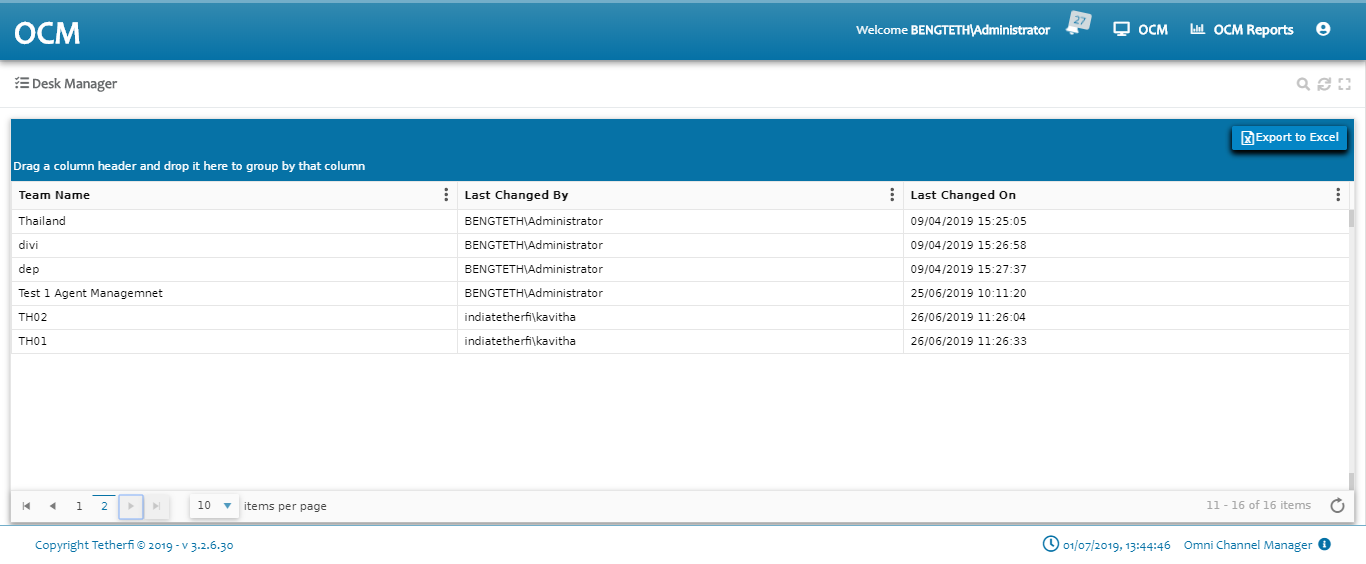 OCM
Welcome BENGTETH\Administrator
27
OCM
OCM Reports
Desk Manager
Export to Excel
Drag a column header and drop it here to group by that column
Team Name Last Changed By Last Changed On
Thailand BENGTETH\Administrator 09/04/2019 15:25:05
divi BENGTETH\Administrator 09/04/2019 15:26:58
dep BENGTETH\Administrator 09/04/2019 15:27:37
Test 1 Agent Managemnet BENGTETH\Administrator 25/06/2019 10:11:20
TH02 indiatetherfi\kavitha 26/06/2019 11:26:04
TH01 indiatetherfi\kavitha 26/06/2019 11:26:33
1 2 10 items per page 11 - 16 of 16 items
Copyright Tetherfi © 2019 - v 3.2.6.30 01/07/2019, 13:44:46 Omni Channel Manager